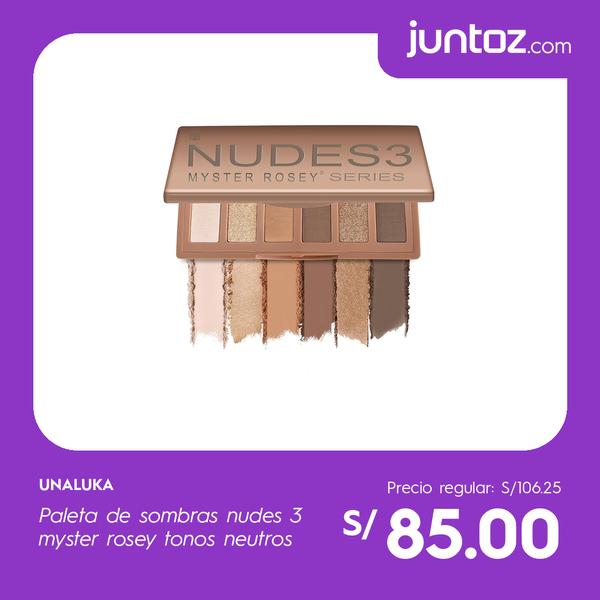 juntoz.com
NUDES3
MYSTER ROSEY® SERIES
UNALUKA
Paleta de sombras nudes 3
myster rosey tonos neutros
Precio regular: S/106.25
S/ 85.00